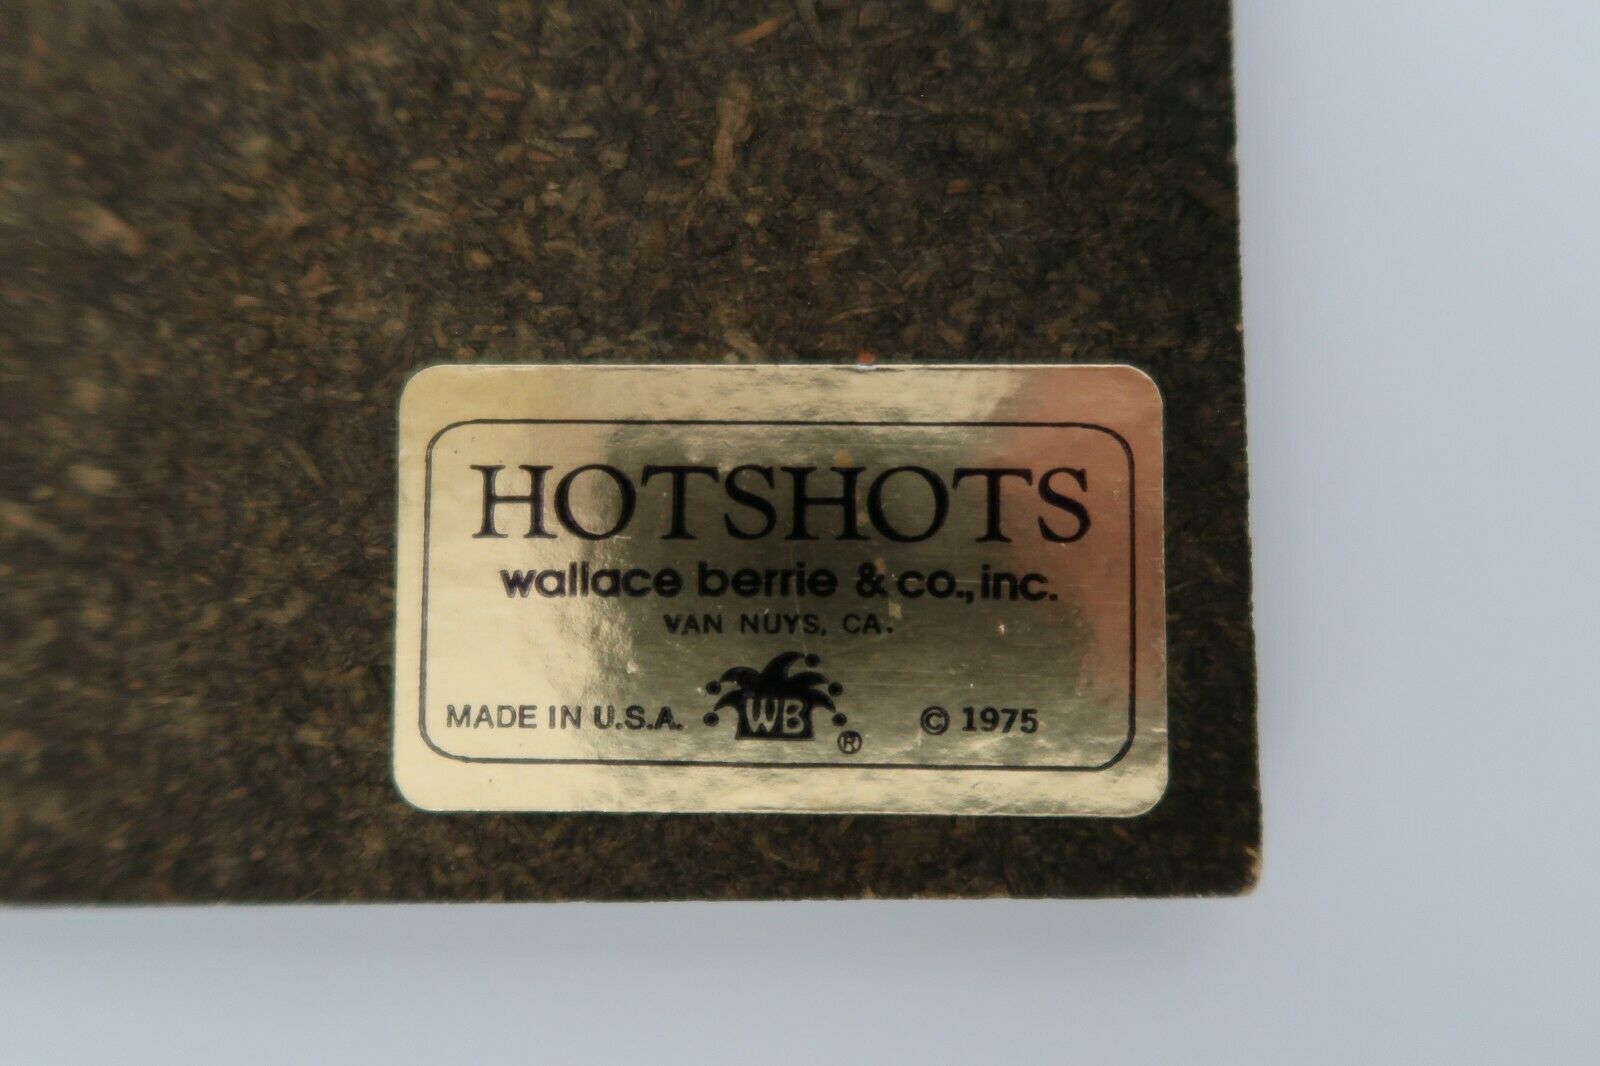 HOTSHOTS
wallace berrie & co., inc.
VAN NUYS, CA.
MADE IN U.S.A. WB ® © 1975